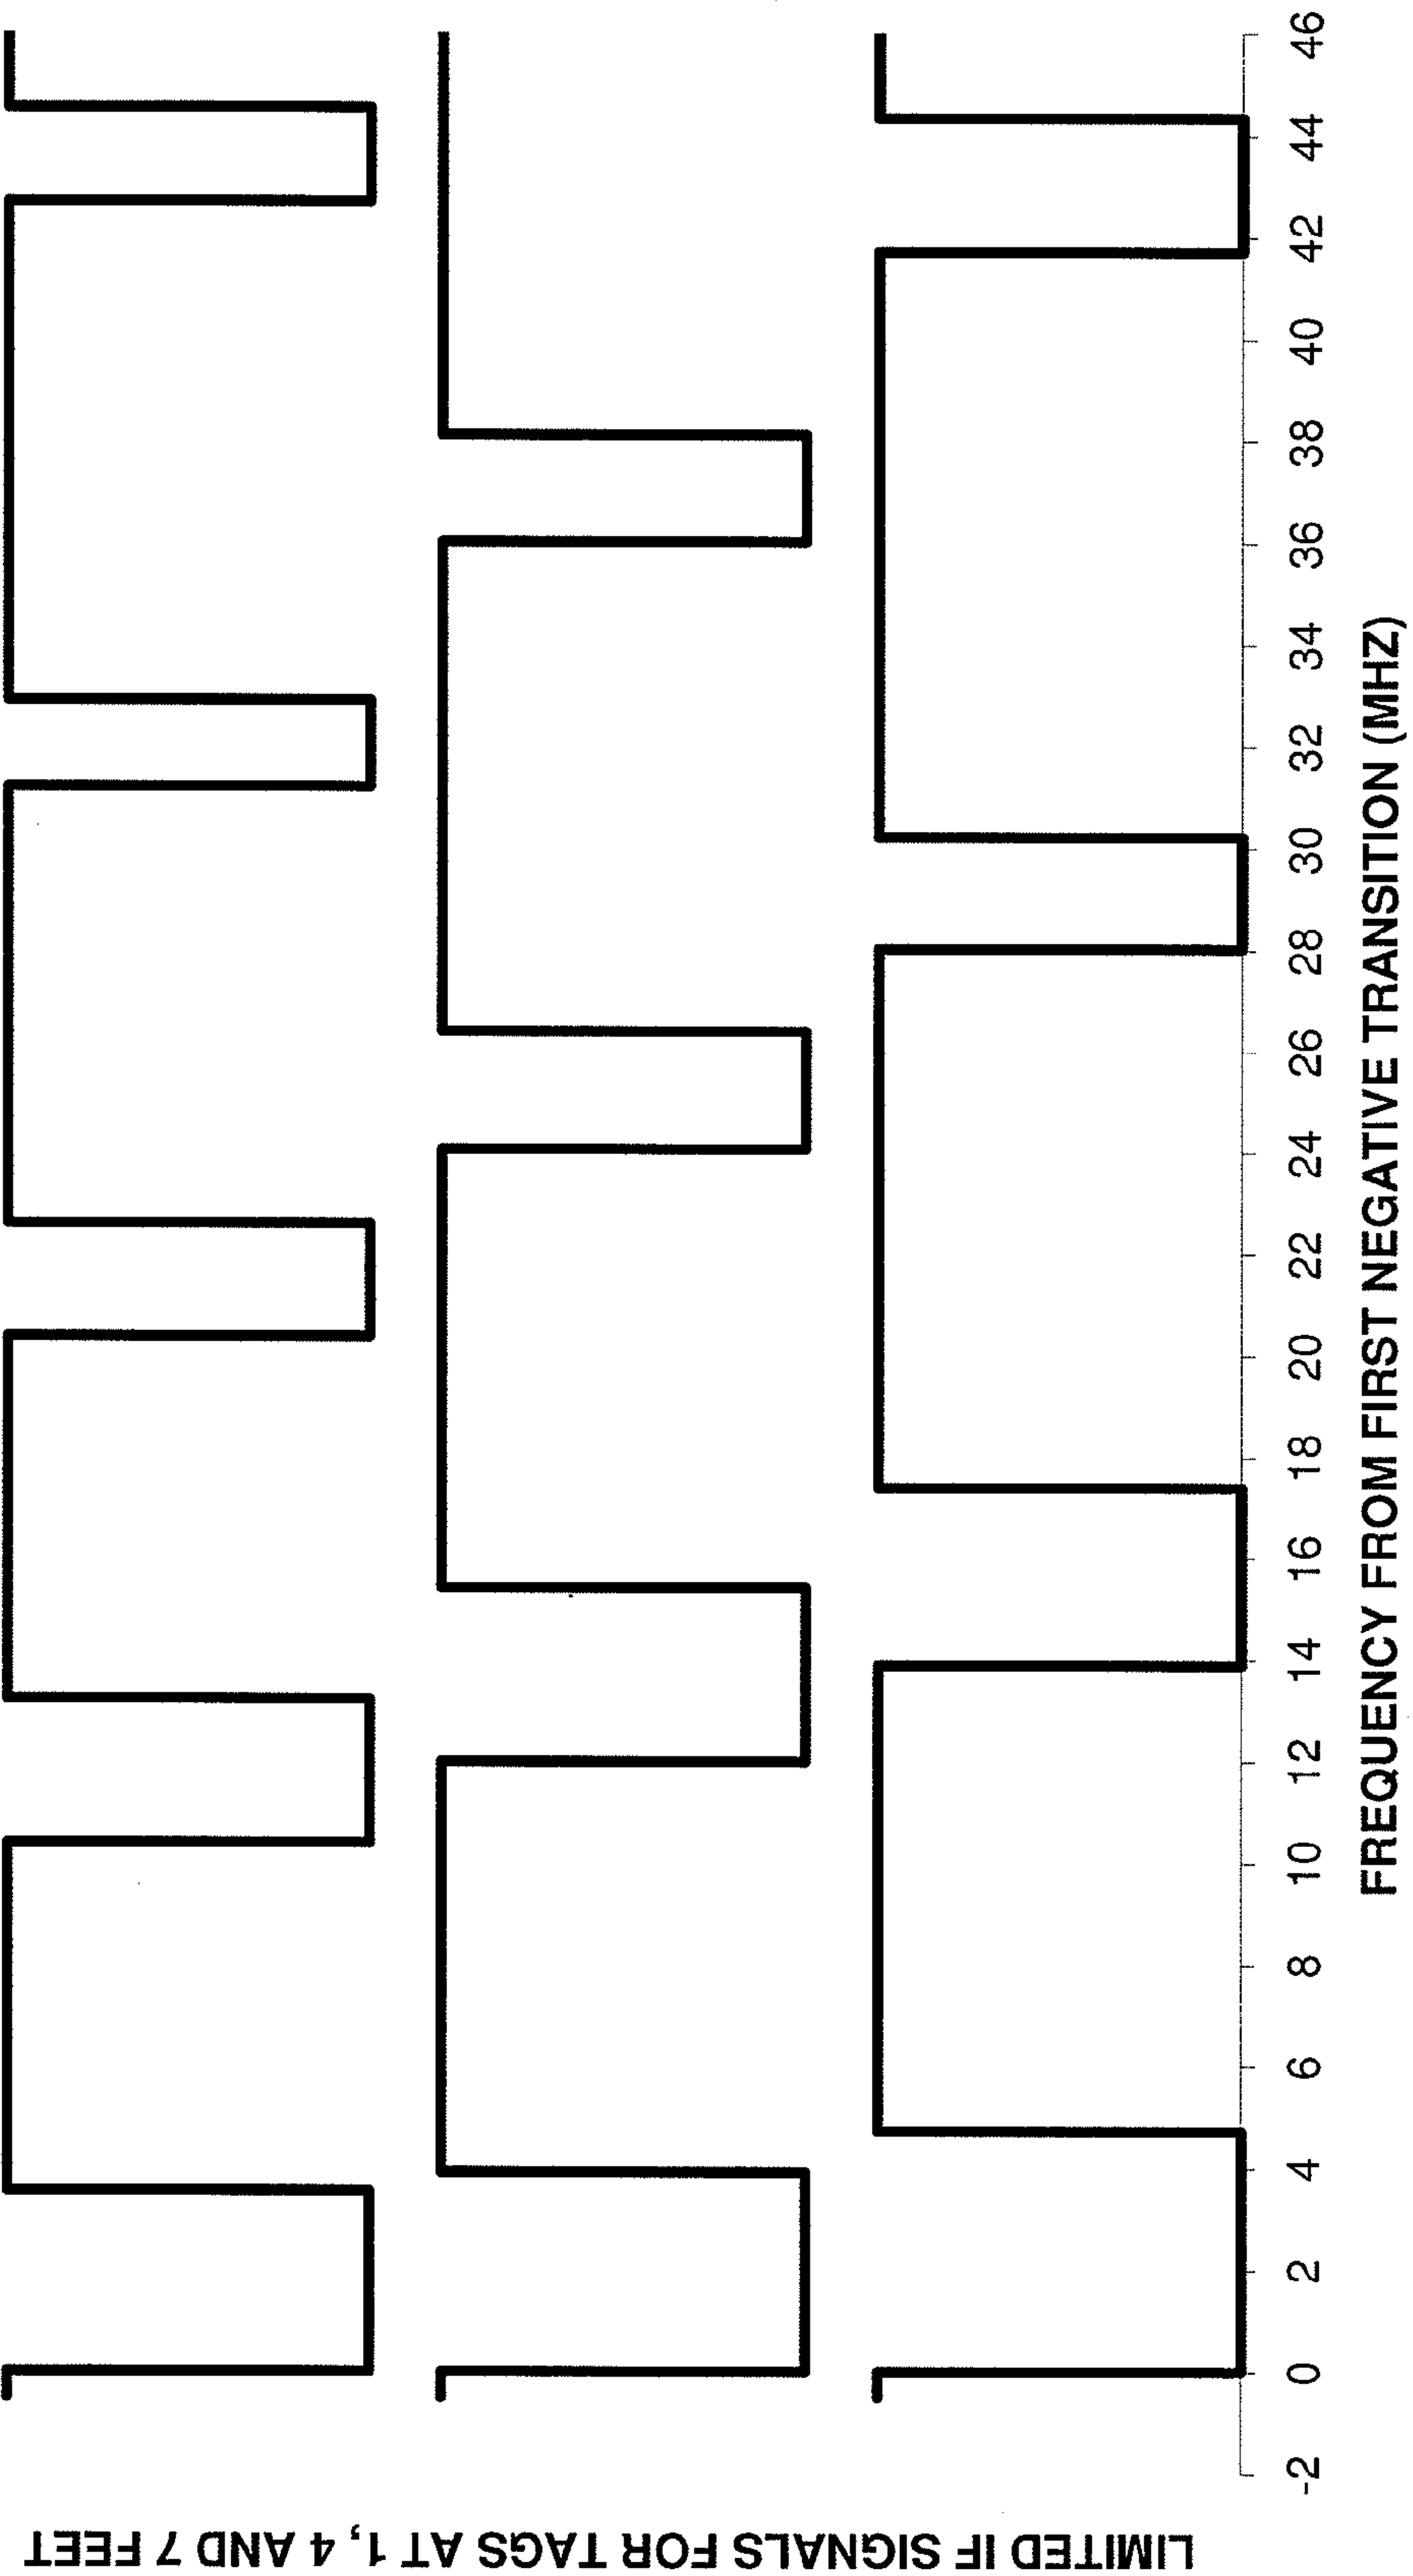 LIMITED IF SIGNALS FOR TAGS AT 1, 4 AND 7 FEET
-2 0 2 4 6 8 10 12 14 16 18 20 22 24 26 28 30 32 34 36 38 40 42 44 46
FREQUENCY FROM FIRST NEGATIVE TRANSITION (MHZ)